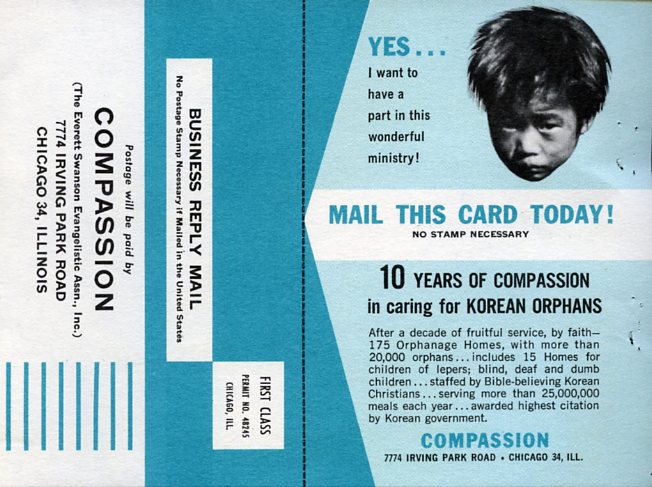 Postage will be paid by
COMPASSION
(The Everett Swanson Evangelistic Assn., Inc.)
7774 IRVING PARK ROAD
CHICAGO 34, ILLINOIS
BUSINESS REPLY MAIL
No Postage Stamp Necessary if Mailed in the United States
FIRST CLASS
PERMIT NO. 48245
CHICAGO, ILL.
YES...
I want to
have a
part in this
wonderful
ministry!
MAIL THIS CARD TODAY!
NO STAMP NECESSARY
10 YEARS OF COMPASSION
in caring for KOREAN ORPHANS
After a decade of fruitful service, by faith—
175 Orphanage Homes, with more than
20,000 orphans...includes 15 Homes for
children of lepers; blind, deaf and dumb
children...staffed by Bible-believing Korean
Christians...serving more than 25,000,000
meals each year...awarded highest citation
by Korean government.
COMPASSION
7774 IRVING PARK ROAD • CHICAGO 34, ILL.